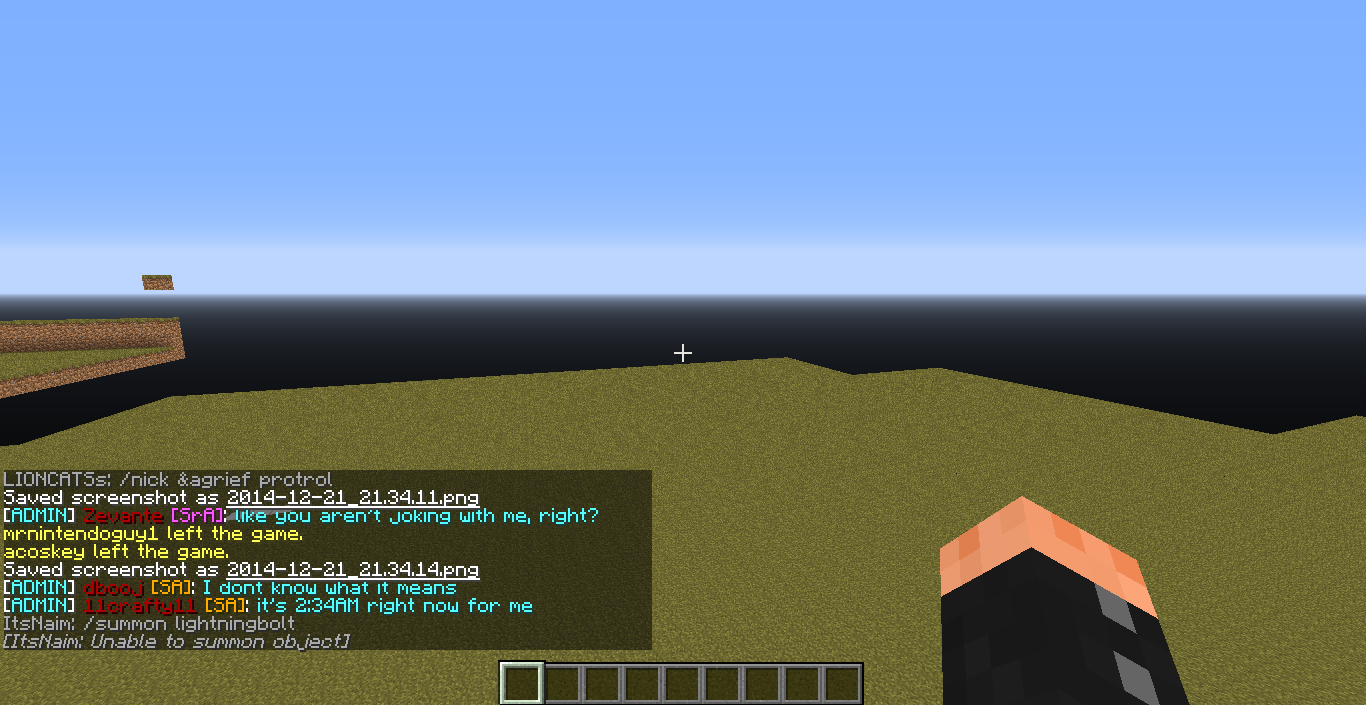 LIONCATSs: /nick &agrief protrol
Saved screenshot as 2014-12-21_21.34.11.png
[ADMIN] Zevante [SrA]: like you aren't joking with me, right?
mrnintendoguy1 left the game.
acoskey left the game.
Saved screenshot as 2014-12-21_21.34.14.png
[ADMIN] dbooj [SA]: I dont know what it means
[ADMIN] 11crafty11 [SA]: it's 2:34AM right now for me
ItsNaim: /summon lightningbolt
[ItsNaim: Unable to summon object]